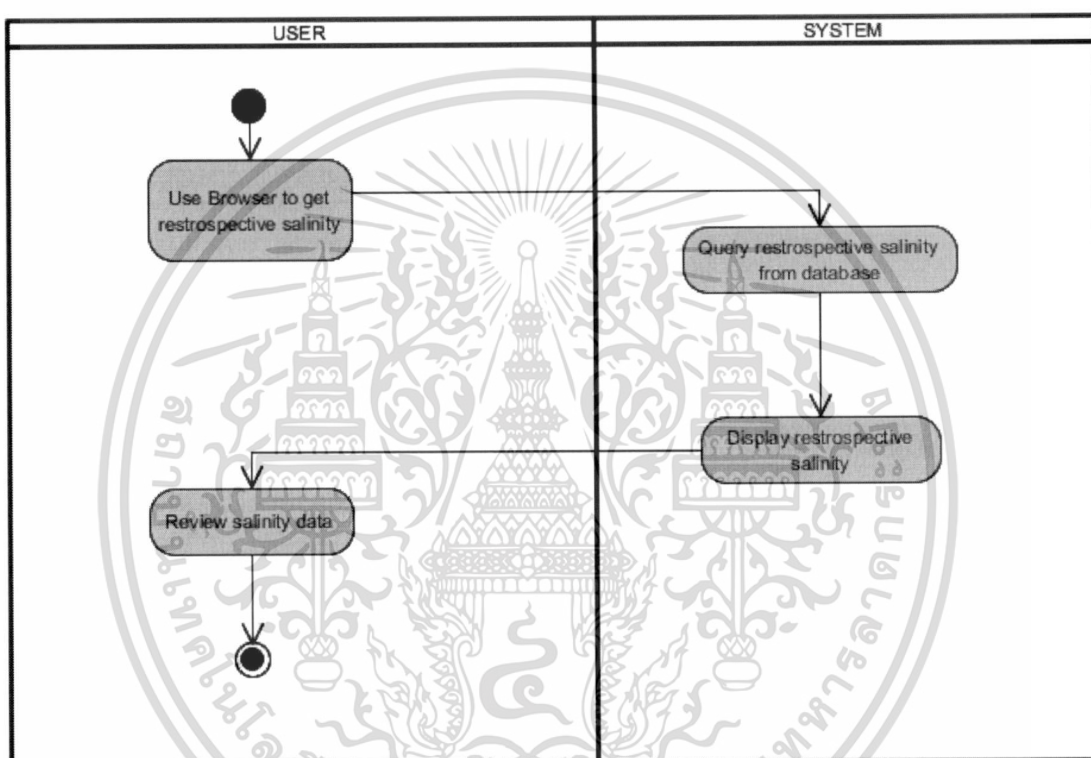 USER
SYSTEM
Use Browser to get
restrospective salinity
Query restrospective salinity
from database
Display restrospective
salinity
Review salinity data